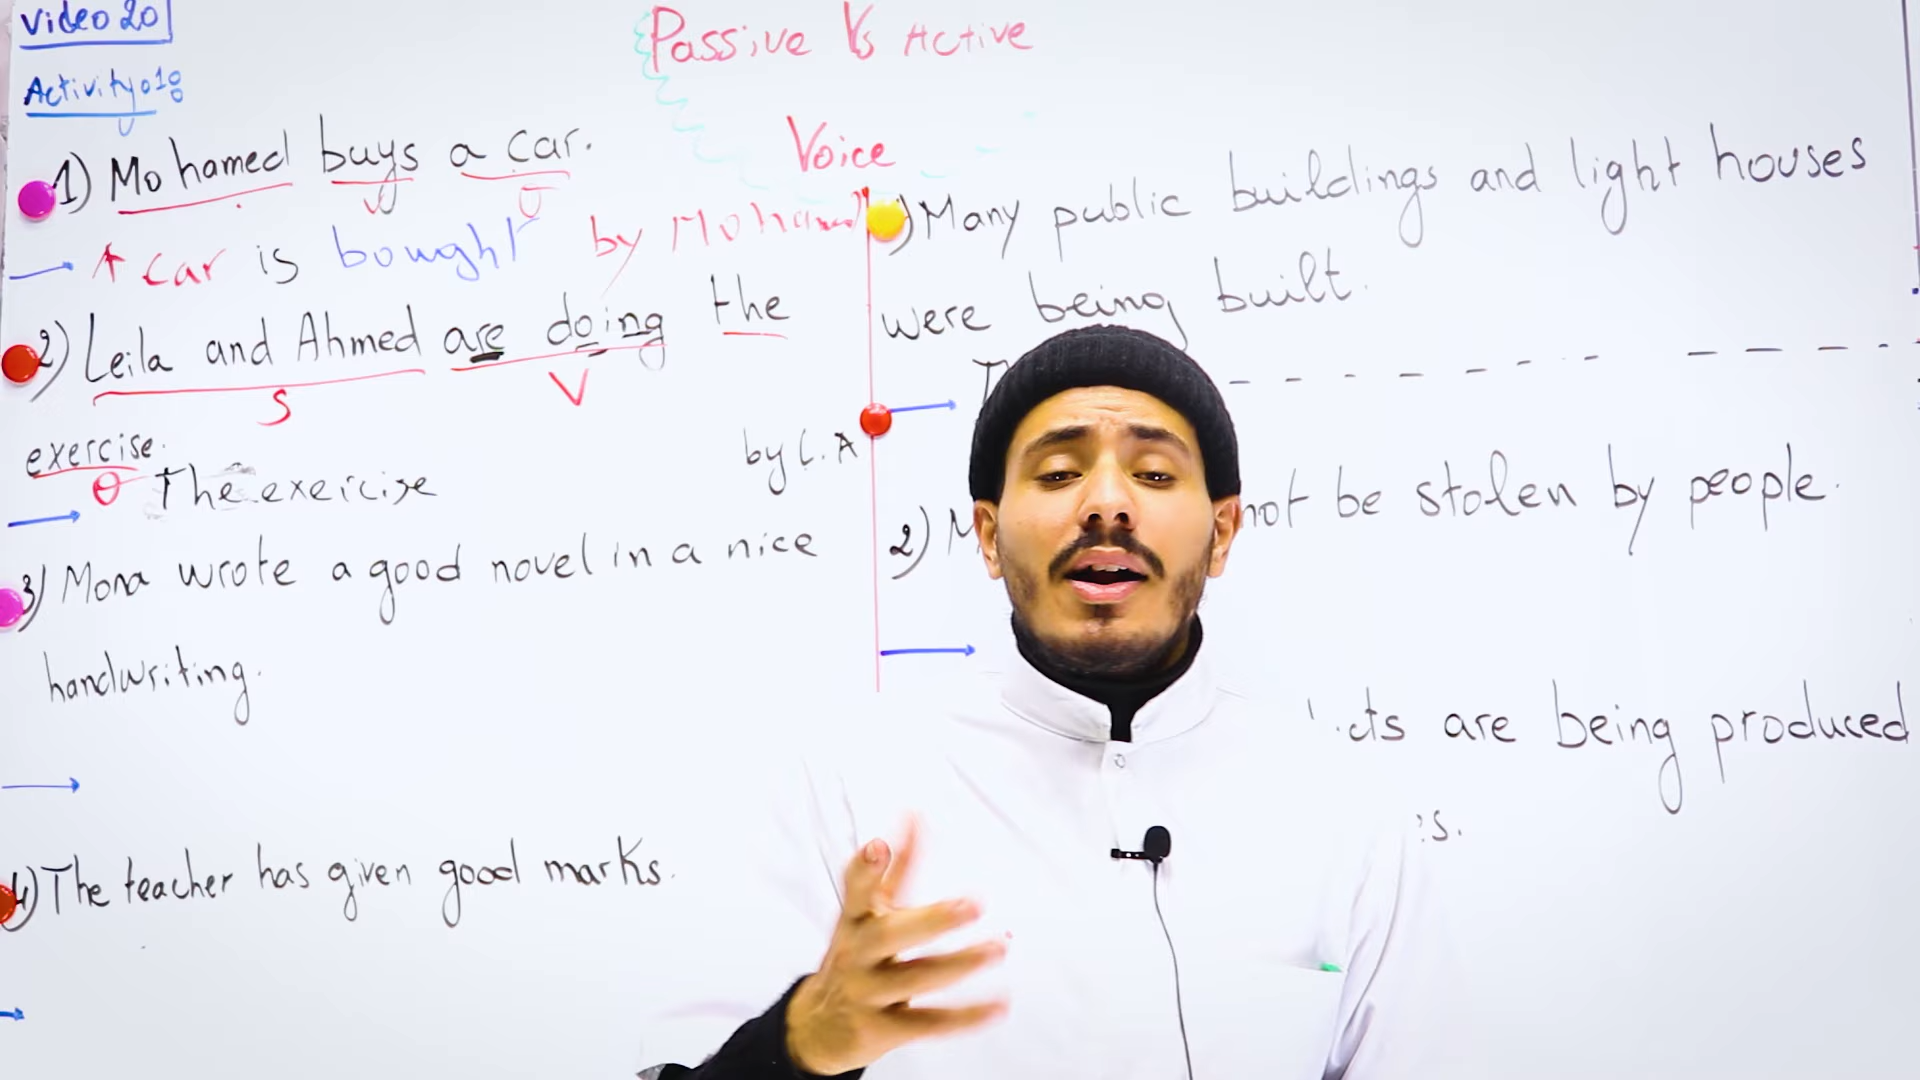 Video 20
Activity 01:
Passive Vs Active
Voice
1) Mohamed buys a car.
A car is bought by Mohamed
2) Leila and Ahmed are doing the
S V
exercise.
O The exercise by L.A
3) Mona wrote a good novel in a nice
handwriting.
4) The teacher has given good marks.
1) Many public buildings and light houses
were being built.
2) not be stolen by people.
are being produced